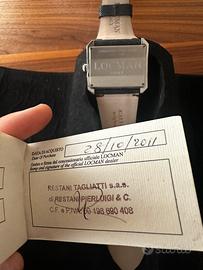 LOCMAN
DATA DI ACQUISTO
Date Of Purchase
28/10/2011
timbro e firma del concessionario ufficiale LOCMAN
stamp and signature of the official LOCMAN dealer
RESTANI TAGLIATTI s.a.s.
di RESTANI PIERLUIGI & C.
C.F. e P.IVA 00 198 690 408